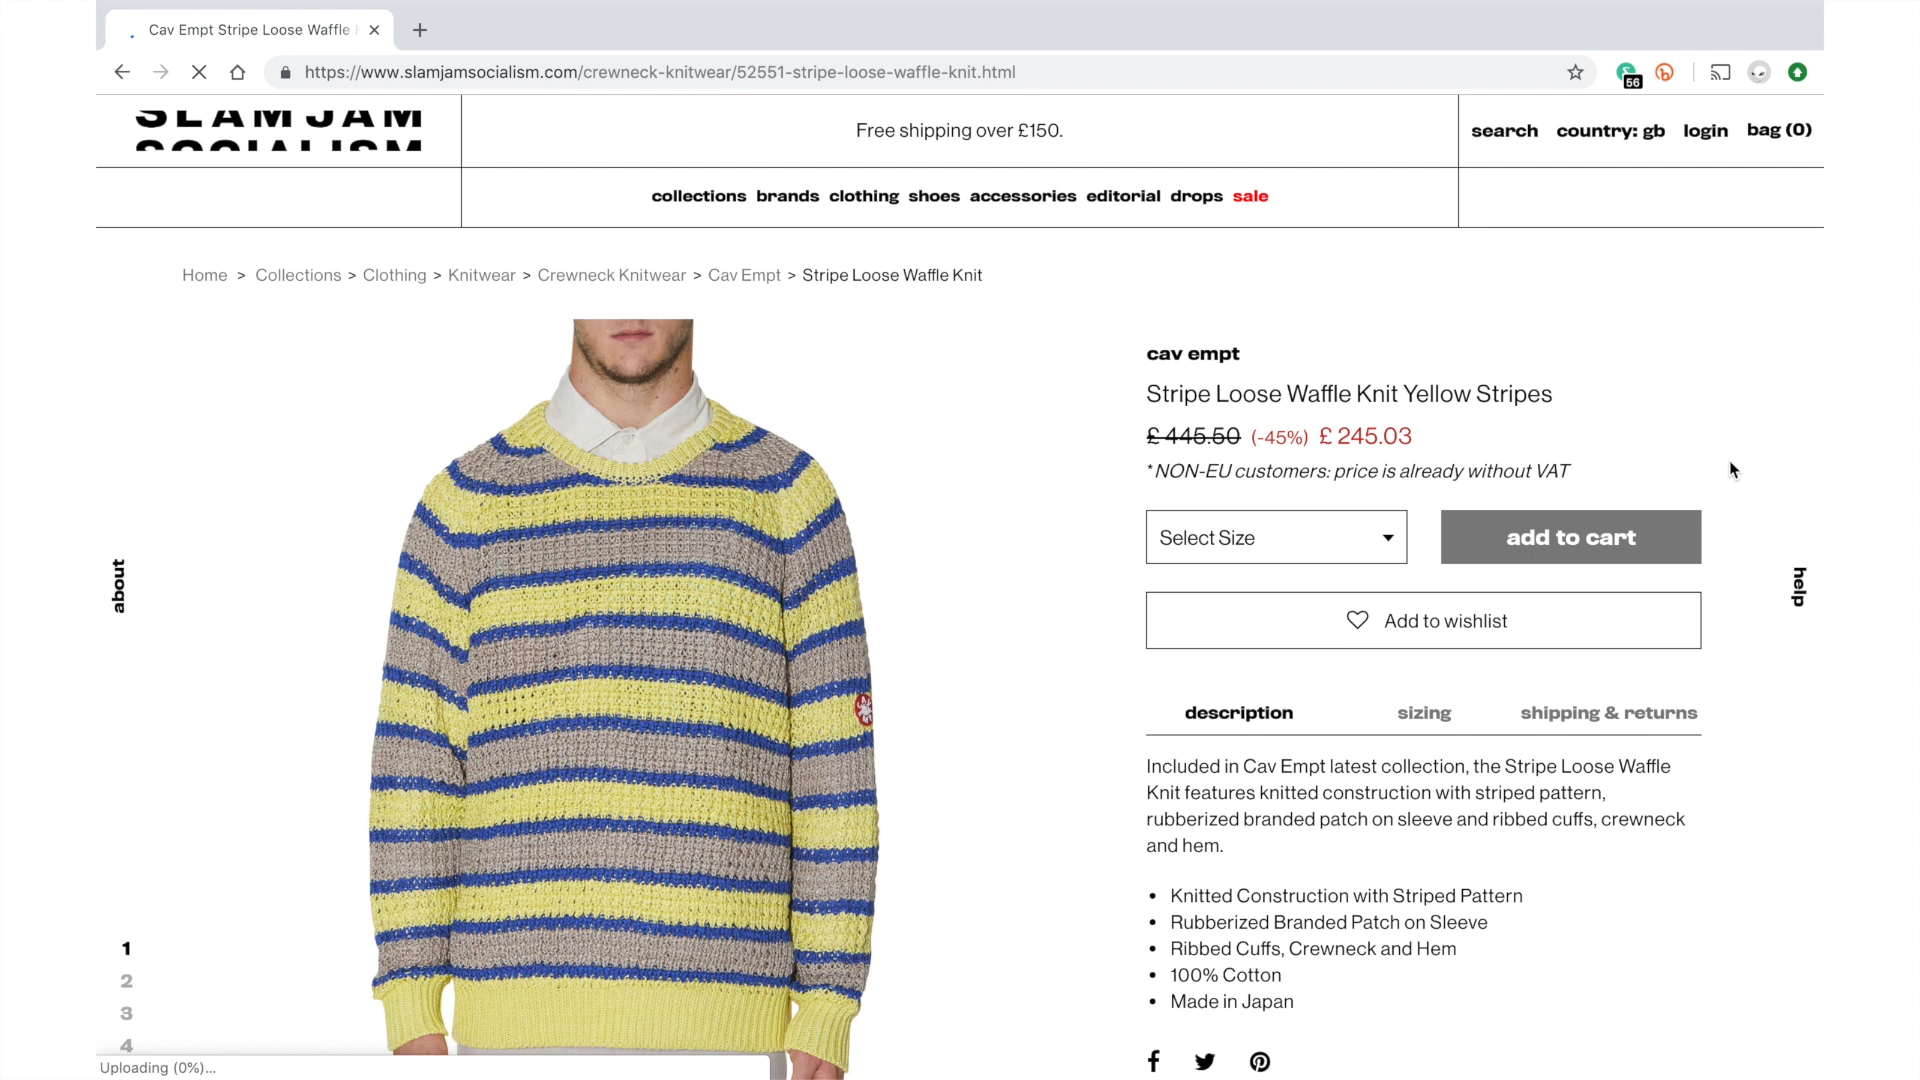 Cav Empt Stripe Loose Waffle
https://www.slamjamsocialism.com/crewneck-knitwear/52551-stripe-loose-waffle-knit.html
56
SLAM JAM
SOCIALISM
Free shipping over £150.
search country: gb login bag (0)
collections brands clothing shoes accessories editorial drops sale
Home > Collections > Clothing > Knitwear > Crewneck Knitwear > Cav Empt > Stripe Loose Waffle Knit
cav empt
Stripe Loose Waffle Knit Yellow Stripes
£ 445.50 (-45%) £ 245.03
*NON-EU customers: price is already without VAT
Select Size
add to cart
Add to wishlist
about
help
description sizing shipping & returns
Included in Cav Empt latest collection, the Stripe Loose Waffle
Knit features knitted construction with striped pattern,
rubberized branded patch on sleeve and ribbed cuffs, crewneck
and hem.
• Knitted Construction with Striped Pattern
• Rubberized Branded Patch on Sleeve
• Ribbed Cuffs, Crewneck and Hem
• 100% Cotton
• Made in Japan
1
2
3
4
Uploading (0%)...